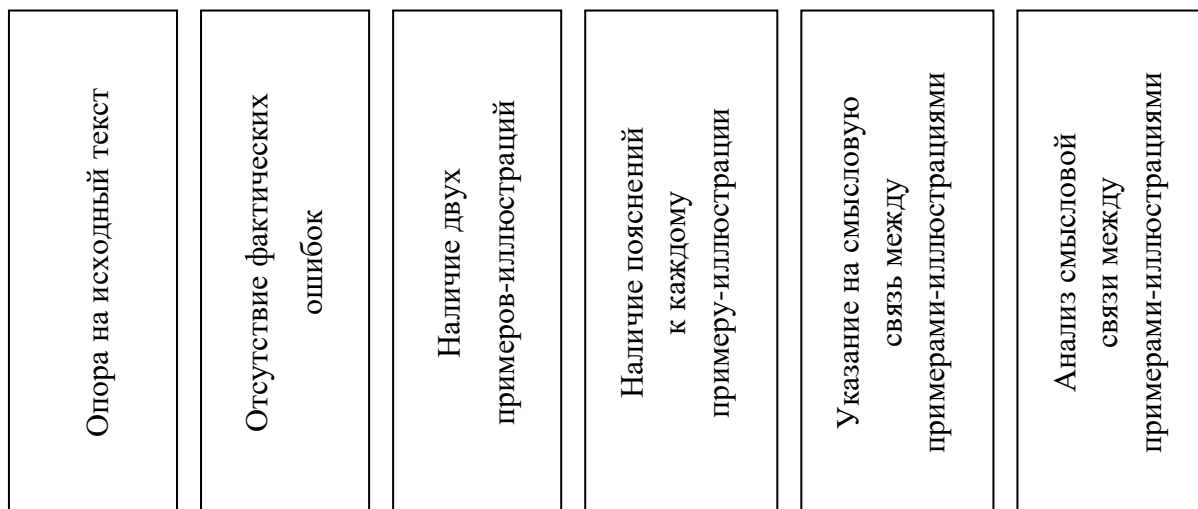 Опора на исходный текст
Отсутствие фактических
ошибок
Наличие двух
примеров-иллюстраций
Наличие пояснений
к каждому
примеру-иллюстрации
Указание на смысловую
связь между
примерами-иллюстрациями
Анализ смысловой
связи между
примерами-иллюстрациями